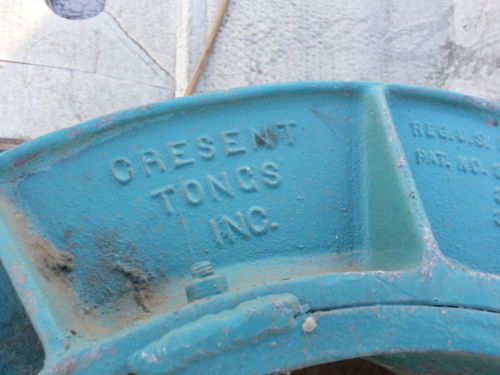 CRESENT
TONGS
INC.
REG. U.S.
PAT. NO.